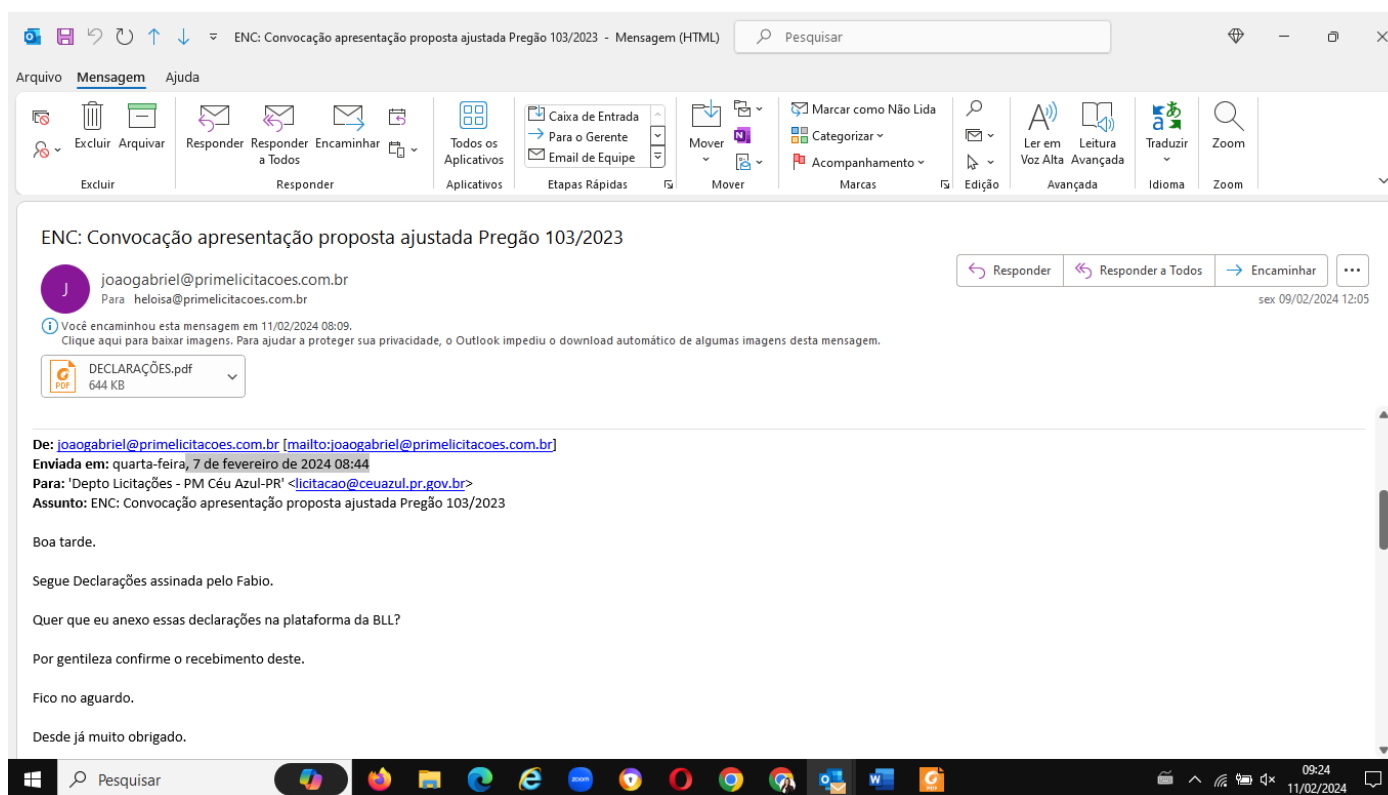 ENC: Convocação apresentação proposta ajustada Pregão 103/2023 - Mensagem (HTML)
Pesquisar
Arquivo Mensagem Ajuda
Excluir Arquivar
Responder Responder a Todos Encaminhar
Todos os Aplicativos
Caixa de Entrada
Para o Gerente
Email de Equipe
Mover
Marcar como Não Lida
Categorizar
Acompanhamento
Ler em Voz Alta
Leitura Avançada
Traduzir
Zoom
Excluir Responder Aplicativos Etapas Rápidas Mover Marcas Edição Avançada Idioma Zoom
ENC: Convocação apresentação proposta ajustada Pregão 103/2023
J
joaogabriel@primelicitacoes.com.br
Para heloisa@primelicitacoes.com.br
Responder Responder a Todos Encaminhar
sex 09/02/2024 12:05
Você encaminhou esta mensagem em 11/02/2024 08:09.
Clique aqui para baixar imagens. Para ajudar a proteger sua privacidade, o Outlook impediu o download automático de algumas imagens desta mensagem.
PDF
DECLARAÇÕES.pdf
644 KB
De: joaogabriel@primelicitacoes.com.br [mailto:joaogabriel@primelicitacoes.com.br]
Enviada em: quarta-feira, 7 de fevereiro de 2024 08:44
Para: 'Depto Licitações - PM Céu Azul-PR' <licitacao@ceuazul.pr.gov.br>
Assunto: ENC: Convocação apresentação proposta ajustada Pregão 103/2023
Boa tarde.
Segue Declarações assinada pelo Fabio.
Quer que eu anexo essas declarações na plataforma da BLL?
Por gentileza confirme o recebimento deste.
Fico no aguardo.
Desde já muito obrigado.
Pesquisar
zoom
PDF
09:24
11/02/2024